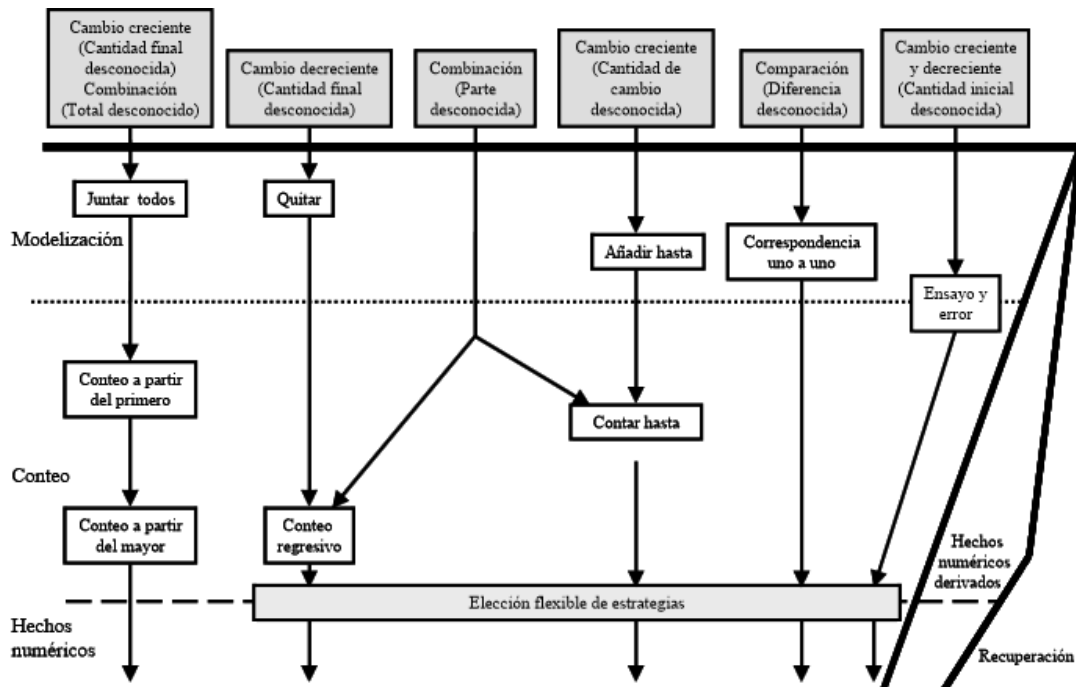 Cambio creciente
(Cantidad final
desconocida)
Combinación
(Total desconocido)
Cambio decreciente
(Cantidad final
desconocida)
Combinación
(Parte
desconocida)
Cambio creciente
(Cantidad de
cambio
desconocida)
Comparación
(Diferencia
desconocida)
Cambio creciente
y decreciente
(Cantidad inicial
desconocida)
Juntar todos
Quitar
Modelización
Añadir hasta
Correspondencia
uno a uno
Ensayo y
error
Conteo a partir
del primero
Contar hasta
Conteo
Conteo a partir
del mayor
Conteo
regresivo
Hechos
numéricos
derivados
Elección flexible de estrategias
Hechos
numéricos
Recuperación